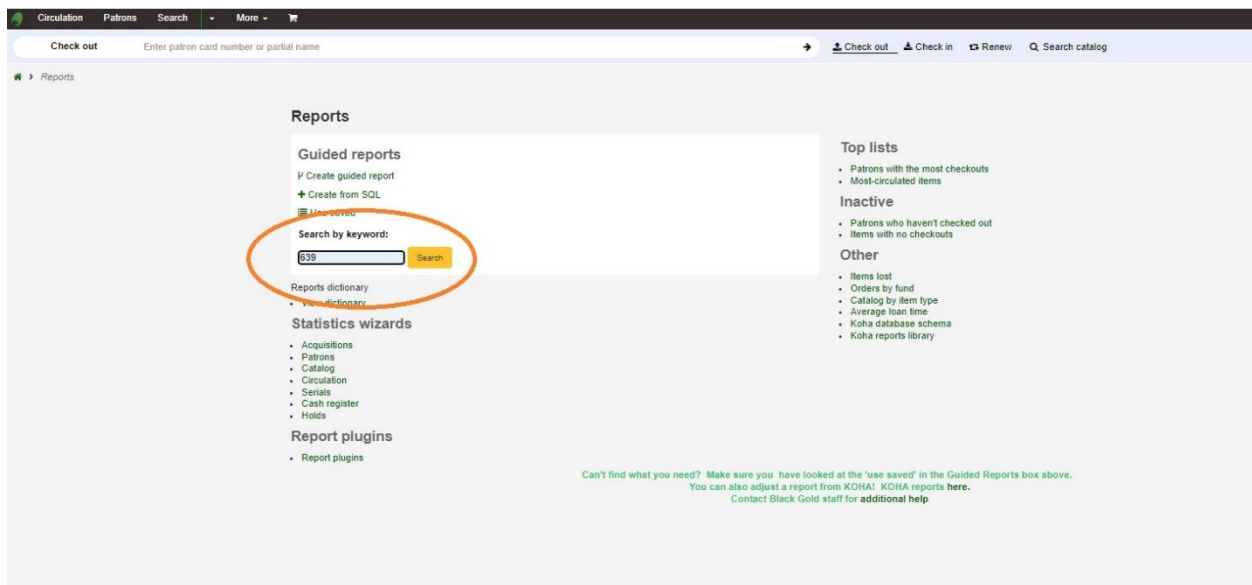 Circulation Patrons Search More
Check out Enter patron card number or partial name Check out Check in Renew Search catalog
Reports
Reports
Guided reports
Create guided report
Create from SQL
Use saved
Search by keyword:
639 Search
Reports dictionary
View dictionary
Statistics wizards
Acquisitions
Patrons
Catalog
Circulation
Serials
Cash register
Holds
Report plugins
Report plugins
Top lists
Patrons with the most checkouts
Most-circulated items
Inactive
Patrons who haven't checked out
Items with no checkouts
Other
Items lost
Orders by fund
Catalog by item type
Average loan time
Koha database schema
Koha reports library
Can't find what you need? Make sure you have looked at the 'use saved' in the Guided Reports box above.
You can also adjust a report from KOHA! KOHA reports here.
Contact Black Gold staff for additional help